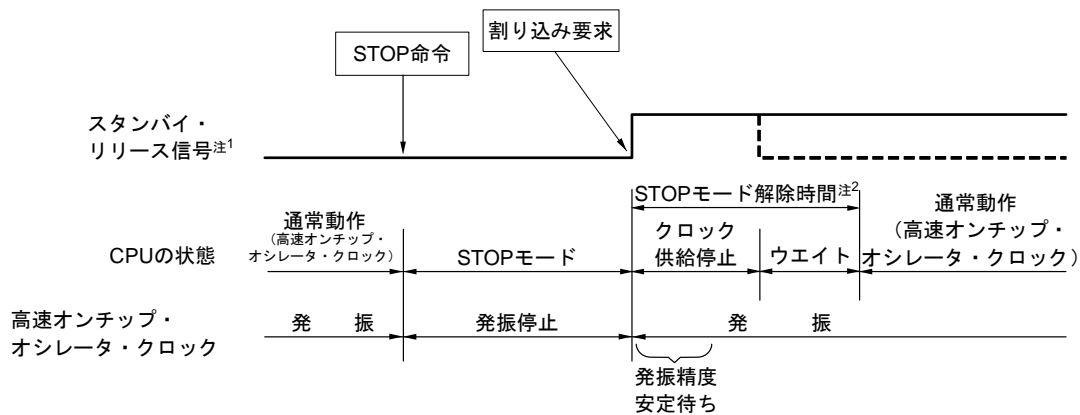 割り込み要求
STOP命令
スタンバイ・
リリース信号注1
STOPモード解除時間注2
通常動作
(高速オンチップ・
オシレータ・クロック)
クロック
供給停止
通常動作
(高速オンチップ・
オシレータ・クロック)
CPUの状態
STOPモード
ウエイト
高速オンチップ・
オシレータ・クロック
発 振
発振停止
発 振
発振精度
安定待ち